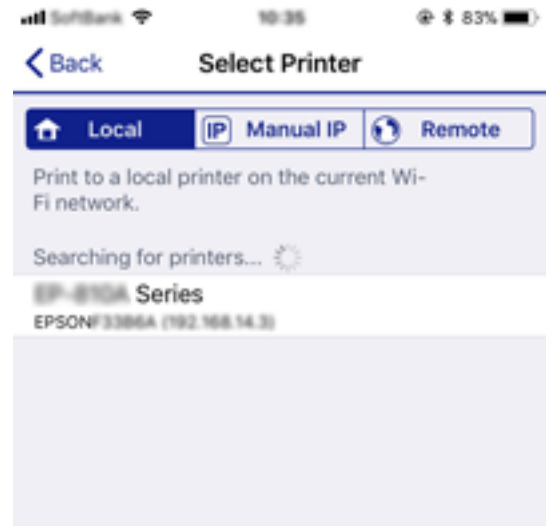 SoftBank 10:35 83%
Back Select Printer
Local IP Manual IP Remote
Print to a local printer on the current Wi-
Fi network.
Searching for printers...
Series
EPSON